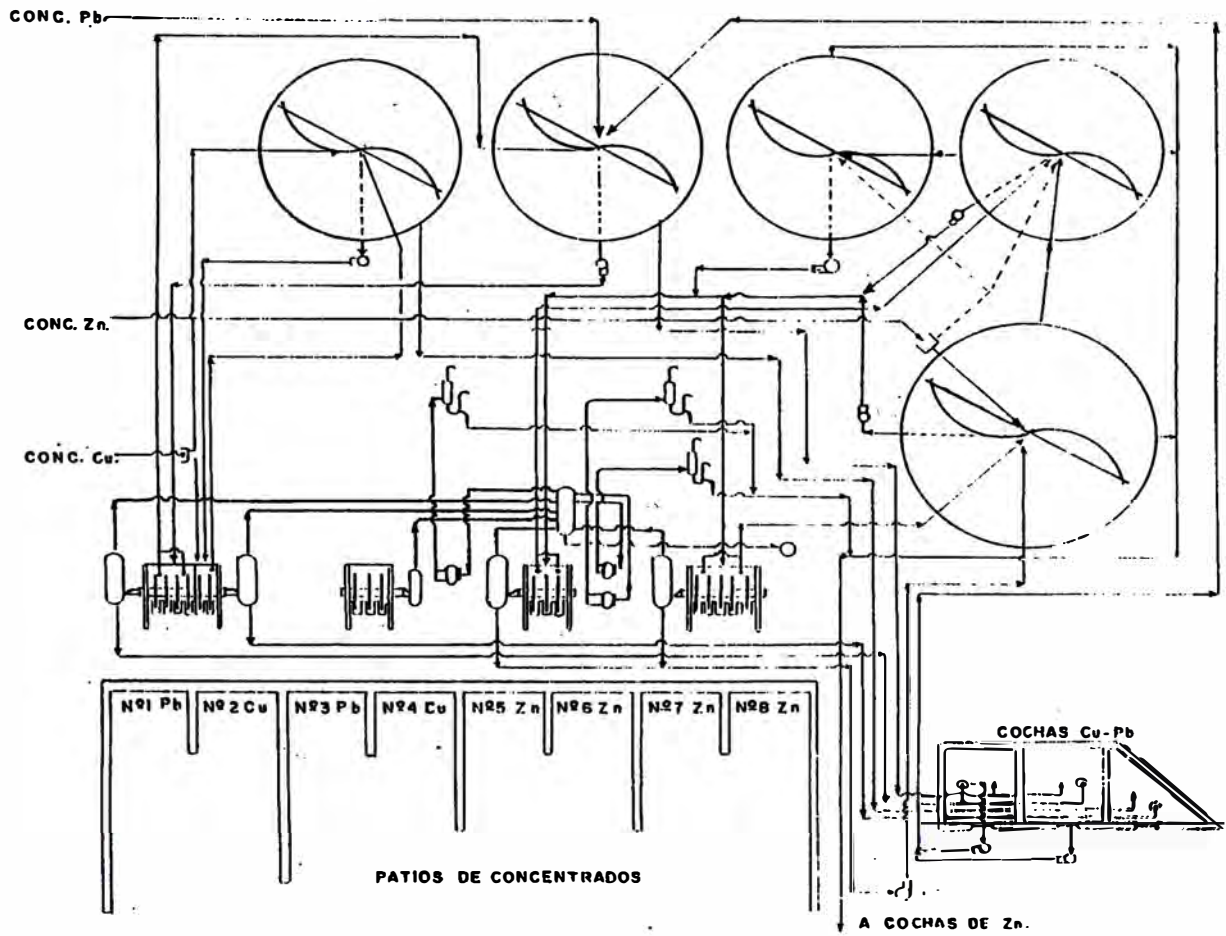 CONC. Pb
CONC. Zn.
CONC. Cu.
Nº1 Pb
Nº2 Cu
Nº3 Pb
Nº4 Cu
Nº5 Zn
Nº6 Zn
Nº7 Zn
Nº8 Zn
COCHAS Cu-Pb
PATIOS DE CONCENTRADOS
A COCHAS DE Zn.